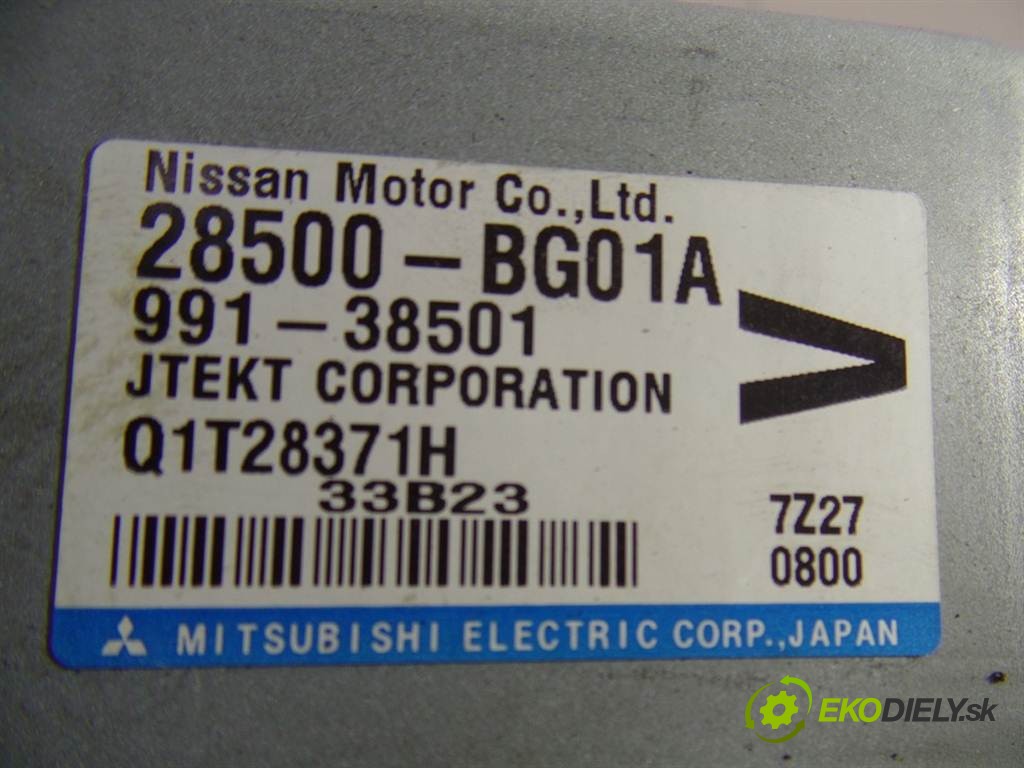 Nissan Motor Co.,Ltd.
28500-BG01A
991-38501
JTEKT CORPORATION
Q1T28371H
33B23
7Z27
0800
MITSUBISHI ELECTRIC CORP.,JAPAN
EKODIELY.sk